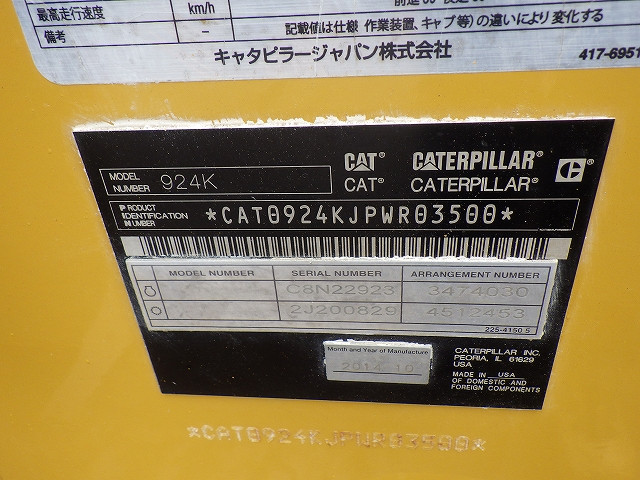 最高走行速度 km/h
備考 － 記載値は仕様、作業装置、キャブ等)の違いにより変化する
キャタピラージャパン株式会社 417-6951
MODEL NUMBER 924K
CAT® CATERPILLAR®
CAT® CATERPILLAR®
PRODUCT IDENTIFICATION NUMBER *CAT0924KJPWR03500*
MODEL NUMBER SERIAL NUMBER ARRANGEMENT NUMBER
C8N22923 3474030
2J200829 4512453
225-4150 5
Month and Year of Manufacture
CATERPILLAR INC.
PEORIA, IL 61629
USA
MADE IN USA
OF DOMESTIC AND
FOREIGN COMPONENTS
*CAT0924KJPWR03500*